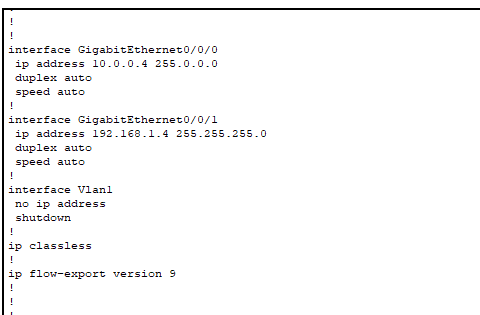 !
!
interface GigabitEthernet0/0/0
 ip address 10.0.0.4 255.0.0.0
 duplex auto
 speed auto
!
interface GigabitEthernet0/0/1
 ip address 192.168.1.4 255.255.255.0
 duplex auto
 speed auto
!
interface Vlan1
 no ip address
 shutdown
!
ip classless
!
ip flow-export version 9
!
!
!